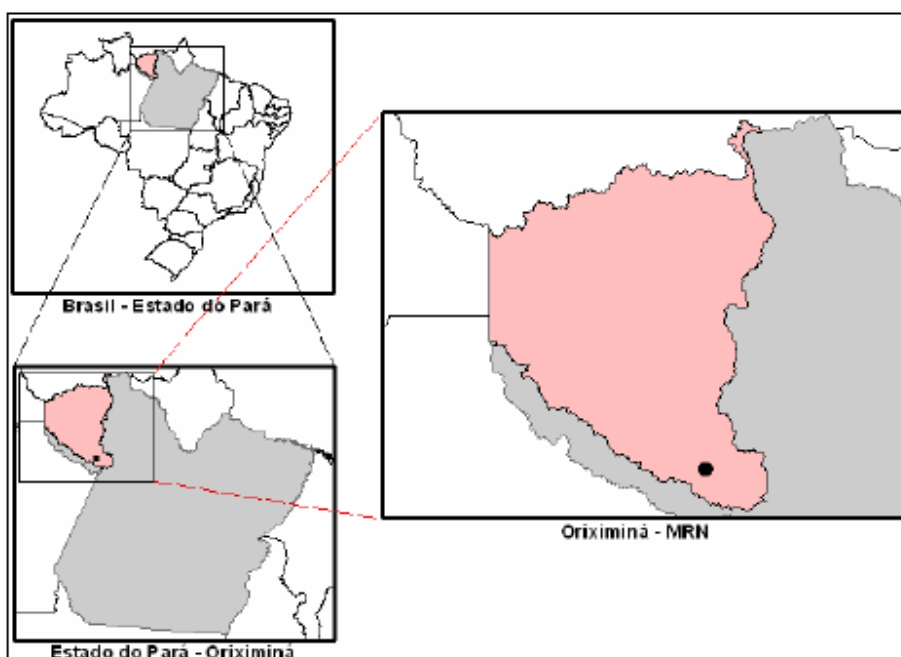 Brasil - Estado do Pará
Estado do Pará - Oriximiná
Oriximiná - MRN